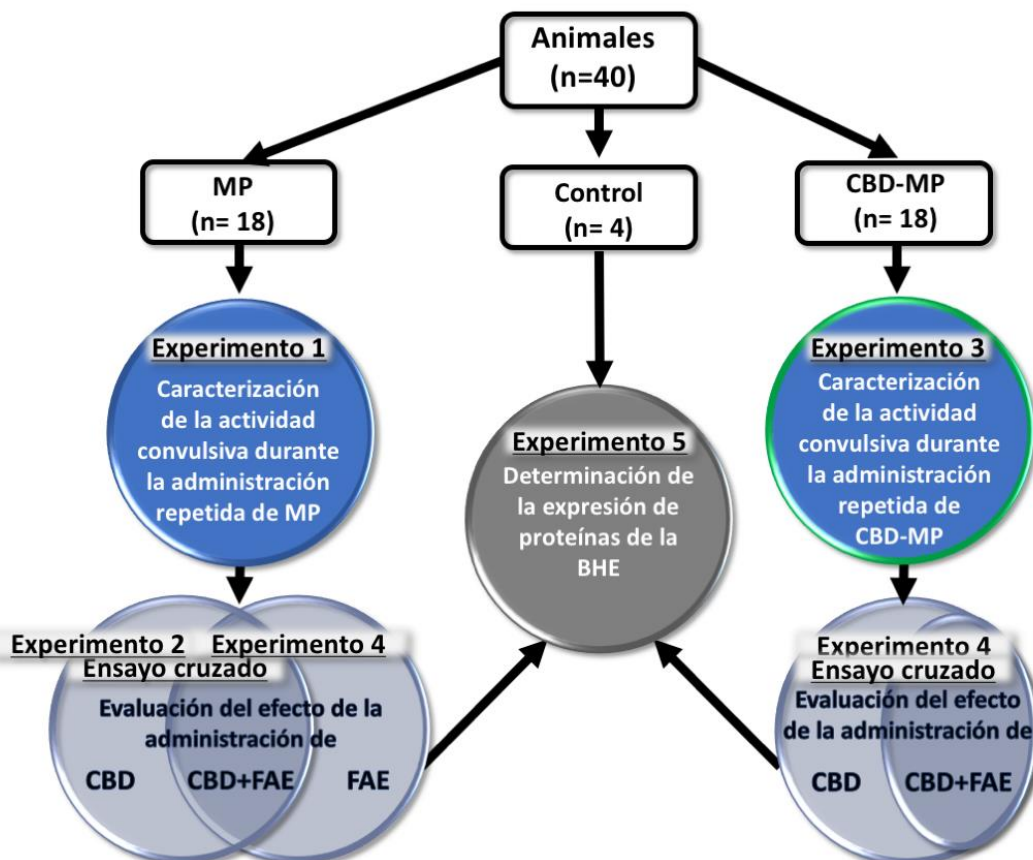 Animales
(n=40)
MP
(n= 18)
Control
(n= 4)
CBD-MP
(n= 18)
Experimento 1
Caracterización
de la actividad
convulsiva durante
la administración
repetida de MP
Experimento 5
Determinación de
la expresión de
proteínas de la
BHE
Experimento 3
Caracterización
de la actividad
convulsiva durante
la administración
repetida de
CBD-MP
Experimento 2 Experimento 4
Ensayo cruzado
Evaluación del efecto de la
administración de
CBD CBD+FAE FAE
Experimento 4
Ensayo cruzado
Evaluación del efecto
de la administración de
CBD CBD+FAE